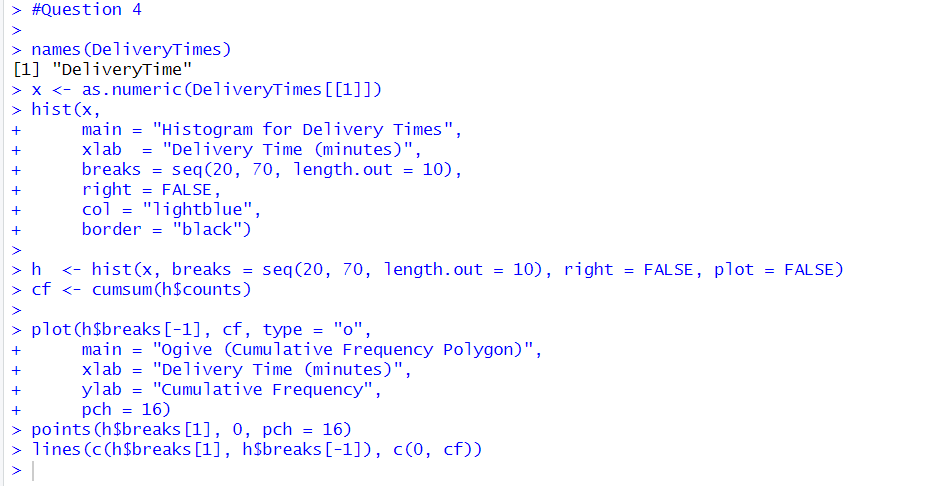 > #Question 4
>
> names(DeliveryTimes)
[1] "DeliveryTime"
> x <- as.numeric(DeliveryTimes[[1]])
> hist(x,
+      main = "Histogram for Delivery Times",
+      xlab  = "Delivery Time (minutes)",
+      breaks = seq(20, 70, length.out = 10),
+      right = FALSE,
+      col = "lightblue",
+      border = "black")
>
> h  <- hist(x, breaks = seq(20, 70, length.out = 10), right = FALSE, plot = FALSE)
> cf <- cumsum(h$counts)
>
> plot(h$breaks[-1], cf, type = "o",
+      main = "Ogive (Cumulative Frequency Polygon)",
+      xlab = "Delivery Time (minutes)",
+      ylab = "Cumulative Frequency",
+      pch = 16)
> points(h$breaks[1], 0, pch = 16)
> lines(c(h$breaks[1], h$breaks[-1]), c(0, cf))
>